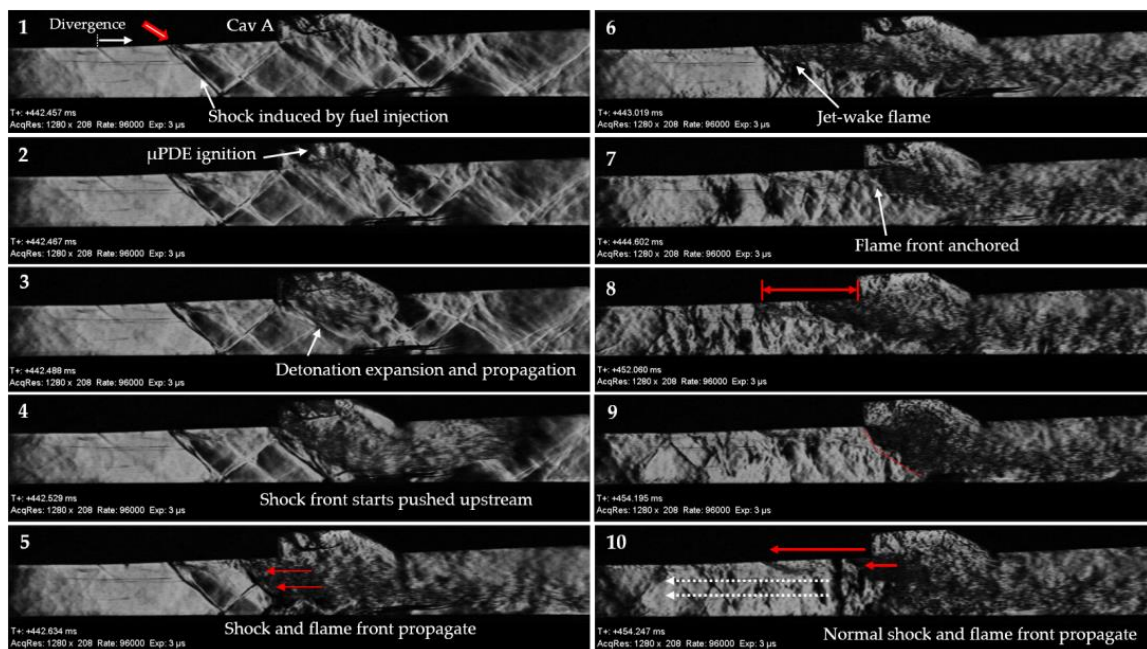 1
Divergence
Cav A
Shock induced by fuel injection
T+: +442.457 ms
AcqRes: 1280 x 208 Rate: 96000 Exp: 3 µs
2
µPDE ignition
T+: +442.467 ms
AcqRes: 1280 x 208 Rate: 96000 Exp: 3 µs
3
Detonation expansion and propagation
T+: +442.488 ms
AcqRes: 1280 x 208 Rate: 96000 Exp: 3 µs
4
Shock front starts pushed upstream
T+: +442.529 ms
AcqRes: 1280 x 208 Rate: 96000 Exp: 3 µs
5
Shock and flame front propagate
T+: +442.634 ms
AcqRes: 1280 x 208 Rate: 96000 Exp: 3 µs
6
Jet-wake flame
T+: +443.019 ms
AcqRes: 1280 x 208 Rate: 96000 Exp: 3 µs
7
Flame front anchored
T+: +444.602 ms
AcqRes: 1280 x 208 Rate: 96000 Exp: 3 µs
8
T+: +452.060 ms
AcqRes: 1280 x 208 Rate: 96000 Exp: 3 µs
9
T+: +454.195 ms
AcqRes: 1280 x 208 Rate: 96000 Exp: 3 µs
10
Normal shock and flame front propagate
T+: +454.247 ms
AcqRes: 1280 x 208 Rate: 96000 Exp: 3 µs